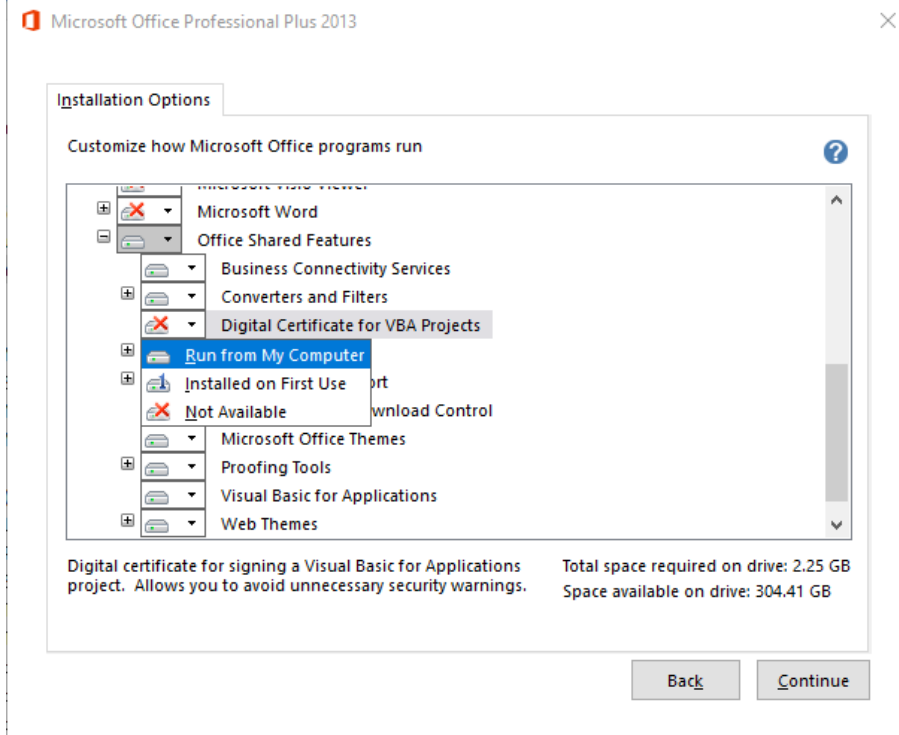 Microsoft Office Professional Plus 2013
Installation Options
Customize how Microsoft Office programs run
Microsoft Visio Viewer
Microsoft Word
Office Shared Features
Business Connectivity Services
Converters and Filters
Digital Certificate for VBA Projects
Run from My Computer
Installed on First Use
Not Available
Control
Microsoft Office Themes
Proofing Tools
Visual Basic for Applications
Web Themes
Digital certificate for signing a Visual Basic for Applications
project. Allows you to avoid unnecessary security warnings.
Total space required on drive: 2.25 GB
Space available on drive: 304.41 GB
Back
Continue